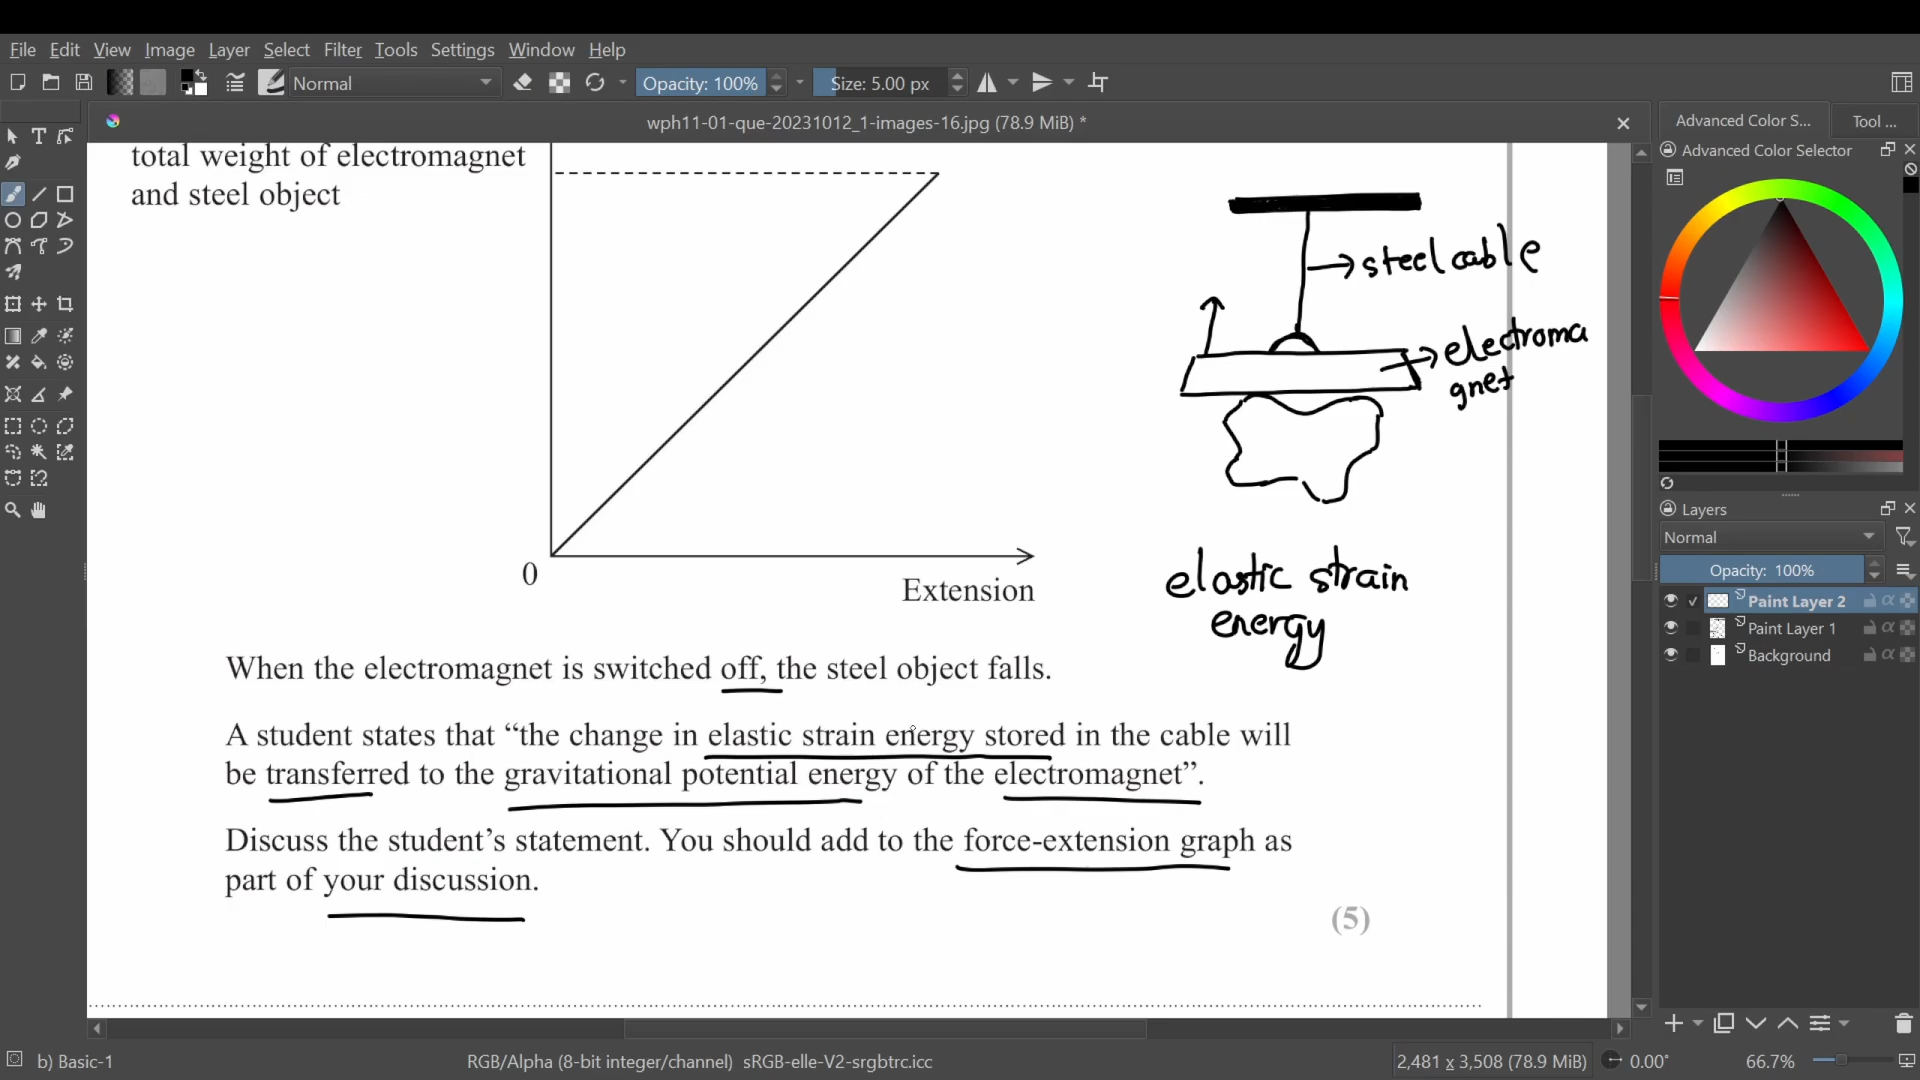 File Edit View Image Layer Select Filter Tools Settings Window Help
Normal Opacity: 100% Size: 5.00 px
wph11-01-que-20231012_1-images-16.jpg (78.9 MiB) *
Advanced Color S... Tool ...
Advanced Color Selector
total weight of electromagnet
and steel object
steel cable
electroma
gnet
0
Extension
elastic strain
energy
When the electromagnet is switched off, the steel object falls.
A student states that “the change in elastic strain energy stored in the cable will
be transferred to the gravitational potential energy of the electromagnet”.
Discuss the student’s statement. You should add to the force-extension graph as
part of your discussion.
(5)
Layers
Normal
Opacity: 100%
Paint Layer 2
Paint Layer 1
Background
b) Basic-1
RGB/Alpha (8-bit integer/channel) sRGB-elle-V2-srgbtrc.icc
2,481 x 3,508 (78.9 MiB)
0.00°
66.7%